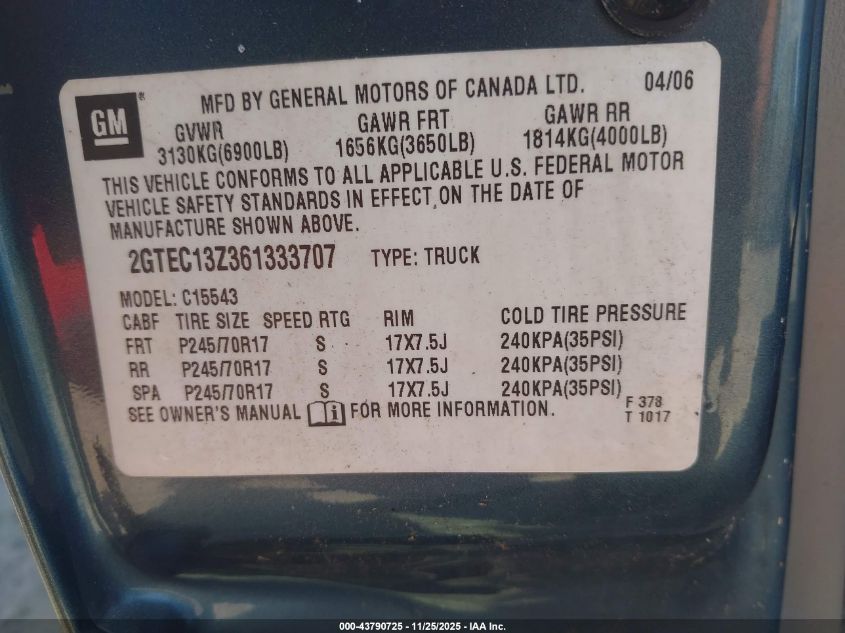 GM®
MFD BY GENERAL MOTORS OF CANADA LTD. 04/06
GVWR GAWR FRT GAWR RR
3130KG(6900LB) 1656KG(3650LB) 1814KG(4000LB)
THIS VEHICLE CONFORMS TO ALL APPLICABLE U.S. FEDERAL MOTOR
VEHICLE SAFETY STANDARDS IN EFFECT ON THE DATE OF
MANUFACTURE SHOWN ABOVE.
2GTEC13Z361333707 TYPE: TRUCK
MODEL: C15543
CABF TIRE SIZE SPEED RTG RIM COLD TIRE PRESSURE
FRT P245/70R17 S 17X7.5J 240KPA(35PSI)
RR P245/70R17 S 17X7.5J 240KPA(35PSI)
SPA P245/70R17 S 17X7.5J 240KPA(35PSI)
SEE OWNER'S MANUAL FOR MORE INFORMATION.
F 378
T 1017
000-43790725 - 11/25/2025 - IAA Inc.